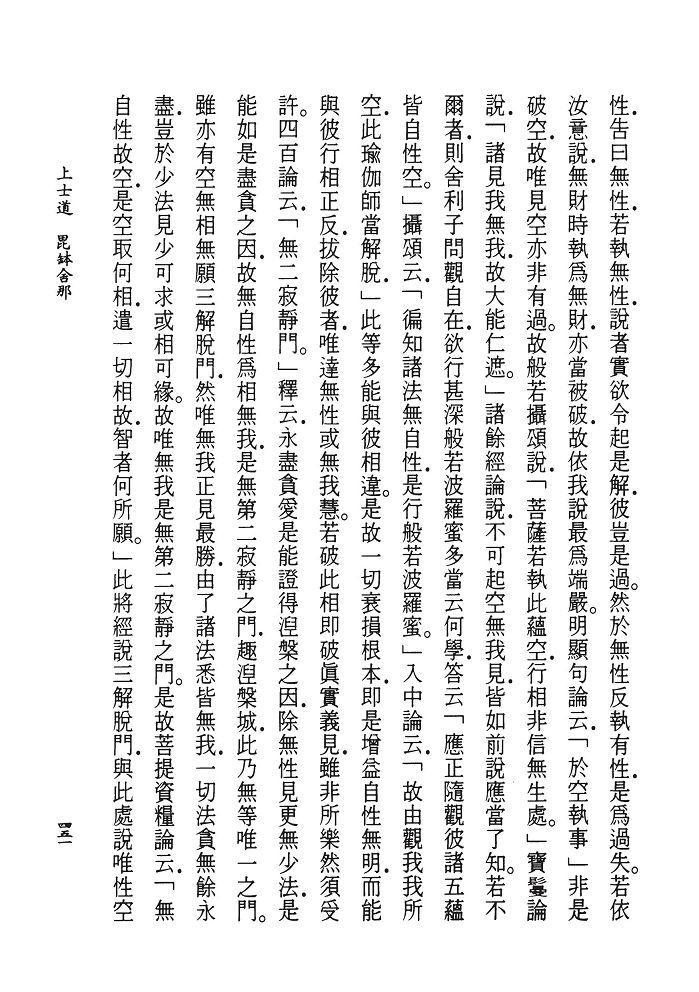 性．告曰無性．若執無性．說者實欲令起是解．彼豈是過。然於無性反執有性．是爲過失。若依
汝意說．無財時執爲無財．亦當被破．故依我說最爲端嚴。明顯句論云．「於空執事」非是
破空．故唯見空亦非有過。故般若攝頌說．「菩薩若執此蘊空．行相非信無生處。」寶鬘論
說．「諸見我無我．故大能仁遮。」諸餘經論說．不可起空無我見．皆如前說應當了知。若不
爾者．則舍利子問觀自在．欲行甚深般若波羅蜜多當云何學．答云「應正隨觀彼諸五蘊
皆自性空。」攝頌云．「徧知諸法無自性．是行般若波羅蜜。」入中論云．「故由觀我我所
空．此瑜伽師當解脫．」此等多能與彼相違。是故一切衰損根本．即是增益自性無明．而能
與彼行相正反．拔除彼者．唯達無性或無我慧。若破此相即破眞實義見．雖非所樂然須受
許。四百論云．「無二寂靜門。」釋云．永盡貪愛是能證得湼槃之因．除無性見更無少法．是
能如是盡貪之因．故無自性爲相無我．是無第二寂靜之門．趣湼槃城．此乃無等唯一之門。
雖亦有空無相無願三解脫門．然唯無我正見最勝．由了諸法悉皆無我．一切法貪無餘永
盡．豈於少法見少可求或相可緣。故唯無我是無第二寂靜之門。是故菩提資糧論云．「無
自性故空．是空取何相．遣一切相故．智者何所願。」此將經說三解脫門．與此處說唯性空
上士道　毘鉢舍那
四五一